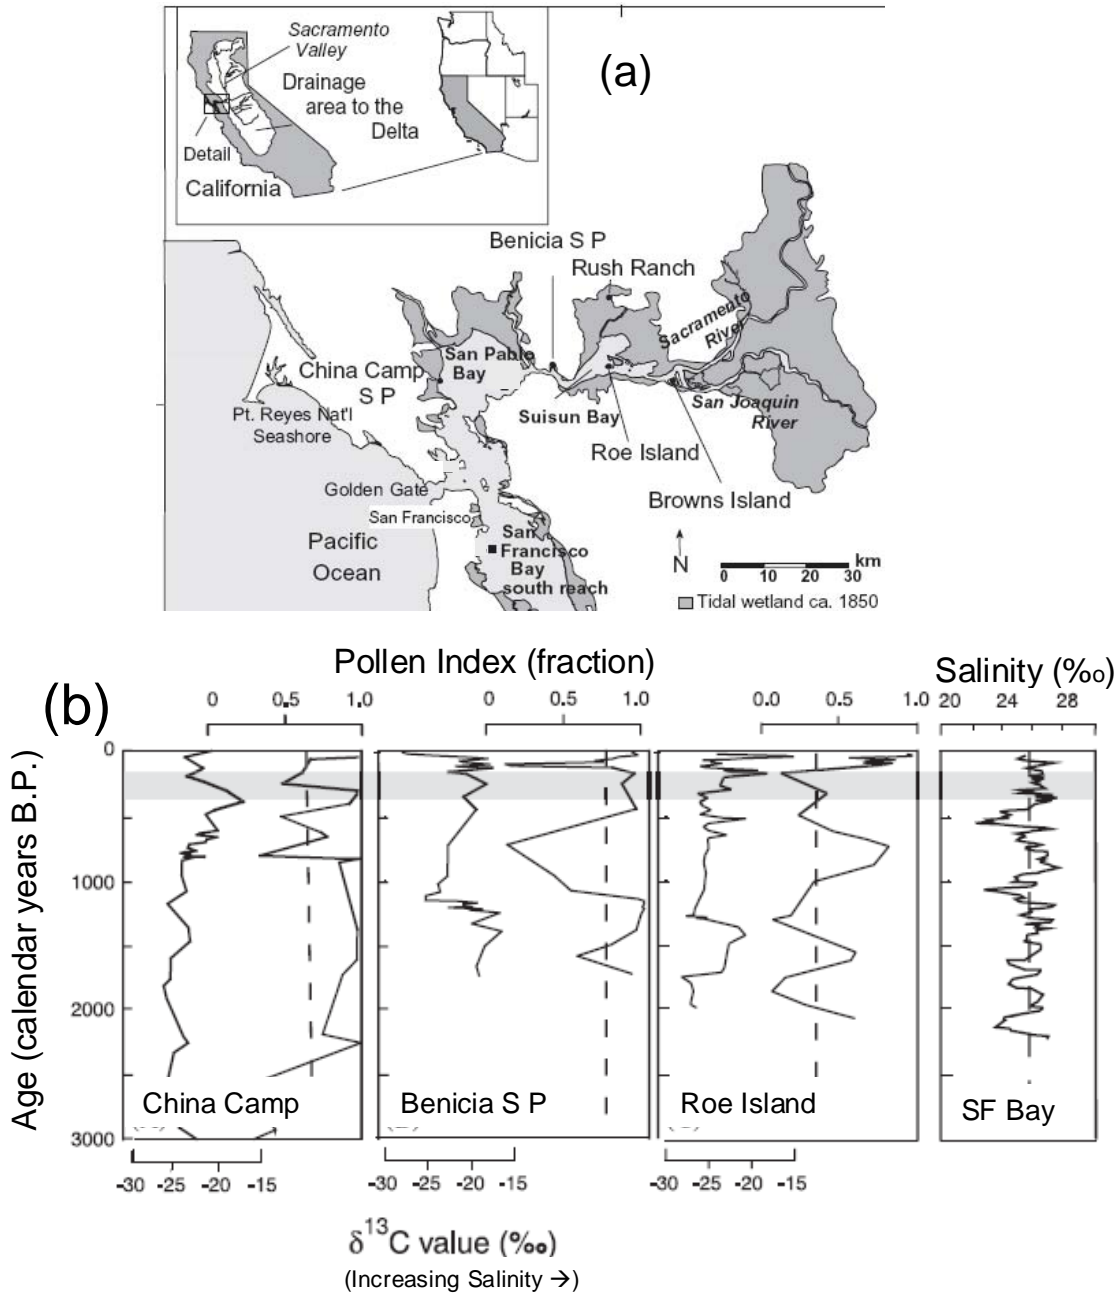 (a)
Sacramento
Valley
Drainage
area to the
Delta
Detail
California
Benicia S P
Rush Ranch
Sacramento
River
San Pablo
Bay
China Camp
S P
Suisun Bay
San Joaquin
River
Pt. Reyes Nat'l
Seashore
Roe Island
Browns Island
Golden Gate
San Francisco
Pacific
Ocean
San
Francisco
Bay
south reach
N
km
0 10 20 30
Tidal wetland ca. 1850
(b)
Pollen Index (fraction)
Salinity (‰)
0 0.5 1.0
0 0.5 1.0
0.0 0.5 1.0
20 24 28
Age (calendar years B.P.)
0
1000
2000
3000
China Camp
Benicia S P
Roe Island
SF Bay
-30 -25 -20 -15
-30 -25 -20 -15
-30 -25 -20 -15
δ13C value (‰)
(Increasing Salinity →)